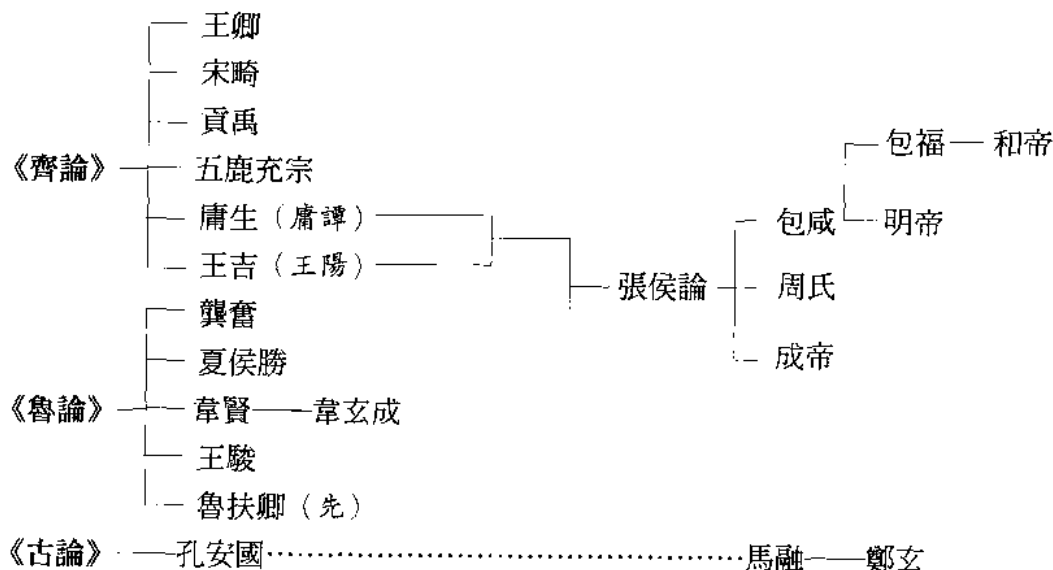 王卿
宋畸
貢禹
包福 和帝
《齊論》 五鹿充宗
庸生（庸譚） 包咸 明帝
王吉（王陽）
張侯論 周氏
龔奮
夏侯勝 成帝
《魯論》 韋賢 韋玄成
王駿
魯扶卿（先）
《古論》 孔安國 馬融 鄭玄